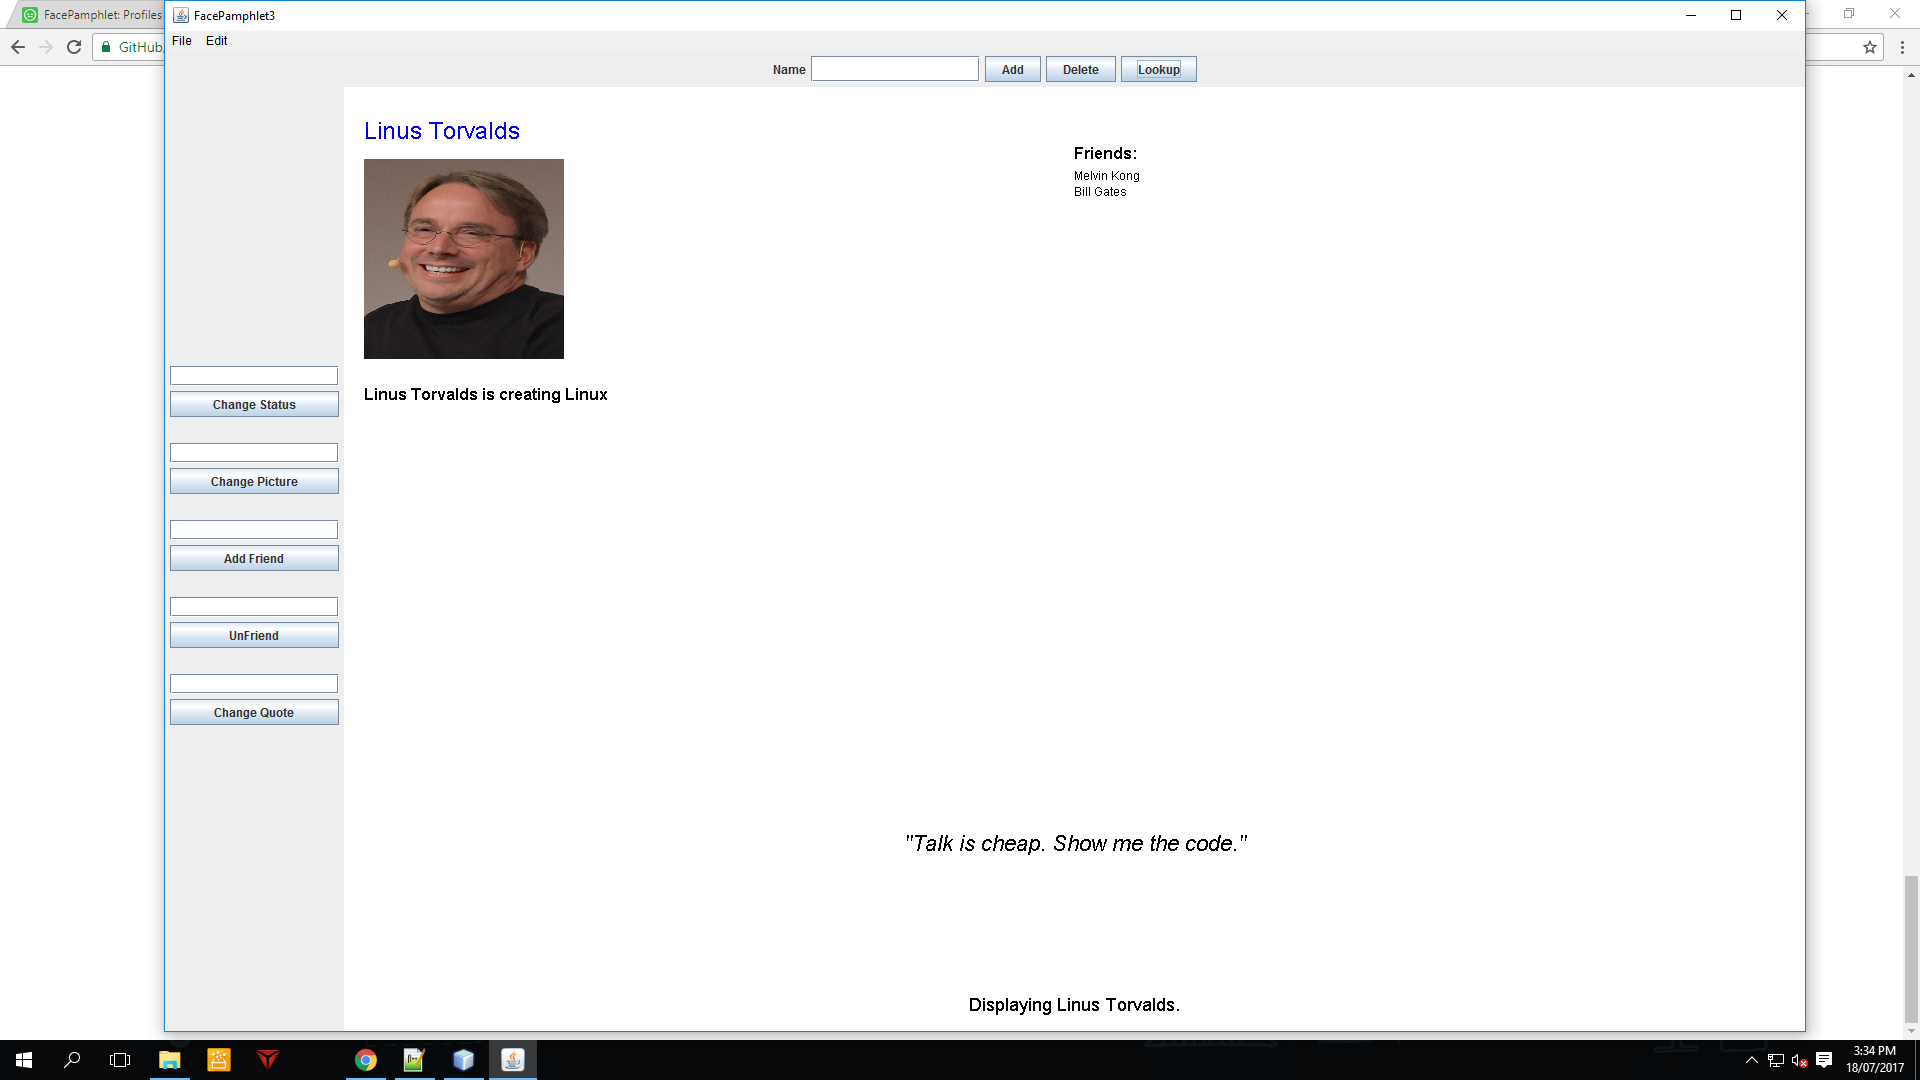 FacePamphlet: Profiles
FacePamphlet3
GitHub,
File Edit
Name Add Delete Lookup
Linus Torvalds
Friends:
Melvin Kong
Bill Gates
Linus Torvalds is creating Linux
Change Status
Change Picture
Add Friend
UnFriend
Change Quote
"Talk is cheap. Show me the code."
Displaying Linus Torvalds.
3:34 PM
18/07/2017